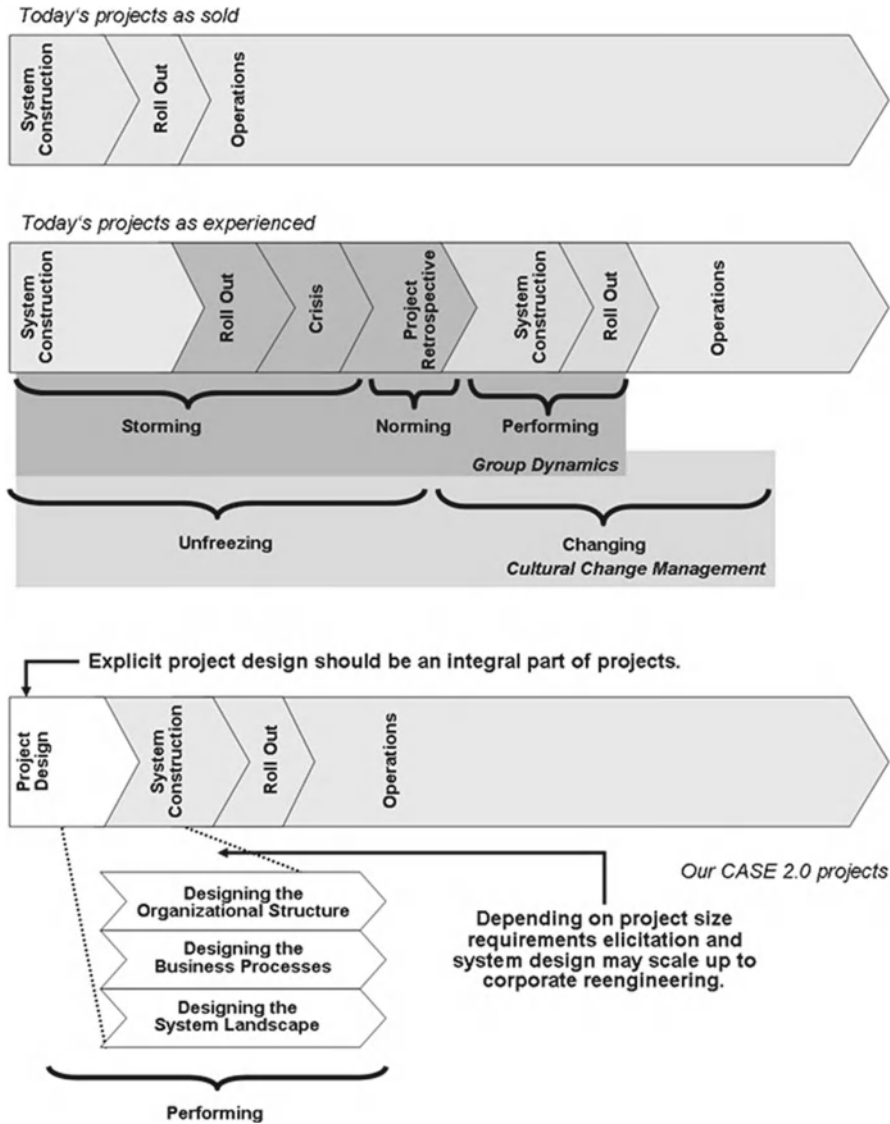 Today's projects as sold
System
Construction
Roll Out
Operations
Today's projects as experienced
System
Construction
Roll Out
Crisis
Project
Retrospective
System
Construction
Roll Out
Operations
Storming
Norming
Performing
Group Dynamics
Unfreezing
Changing
Cultural Change Management
Explicit project design should be an integral part of projects.
Project
Design
System
Construction
Roll Out
Operations
Our CASE 2.0 projects
Designing the
Organizational Structure
Designing the
Business Processes
Designing the
System Landscape
Depending on project size
requirements elicitation and
system design may scale up to
corporate reengineering.
Performing